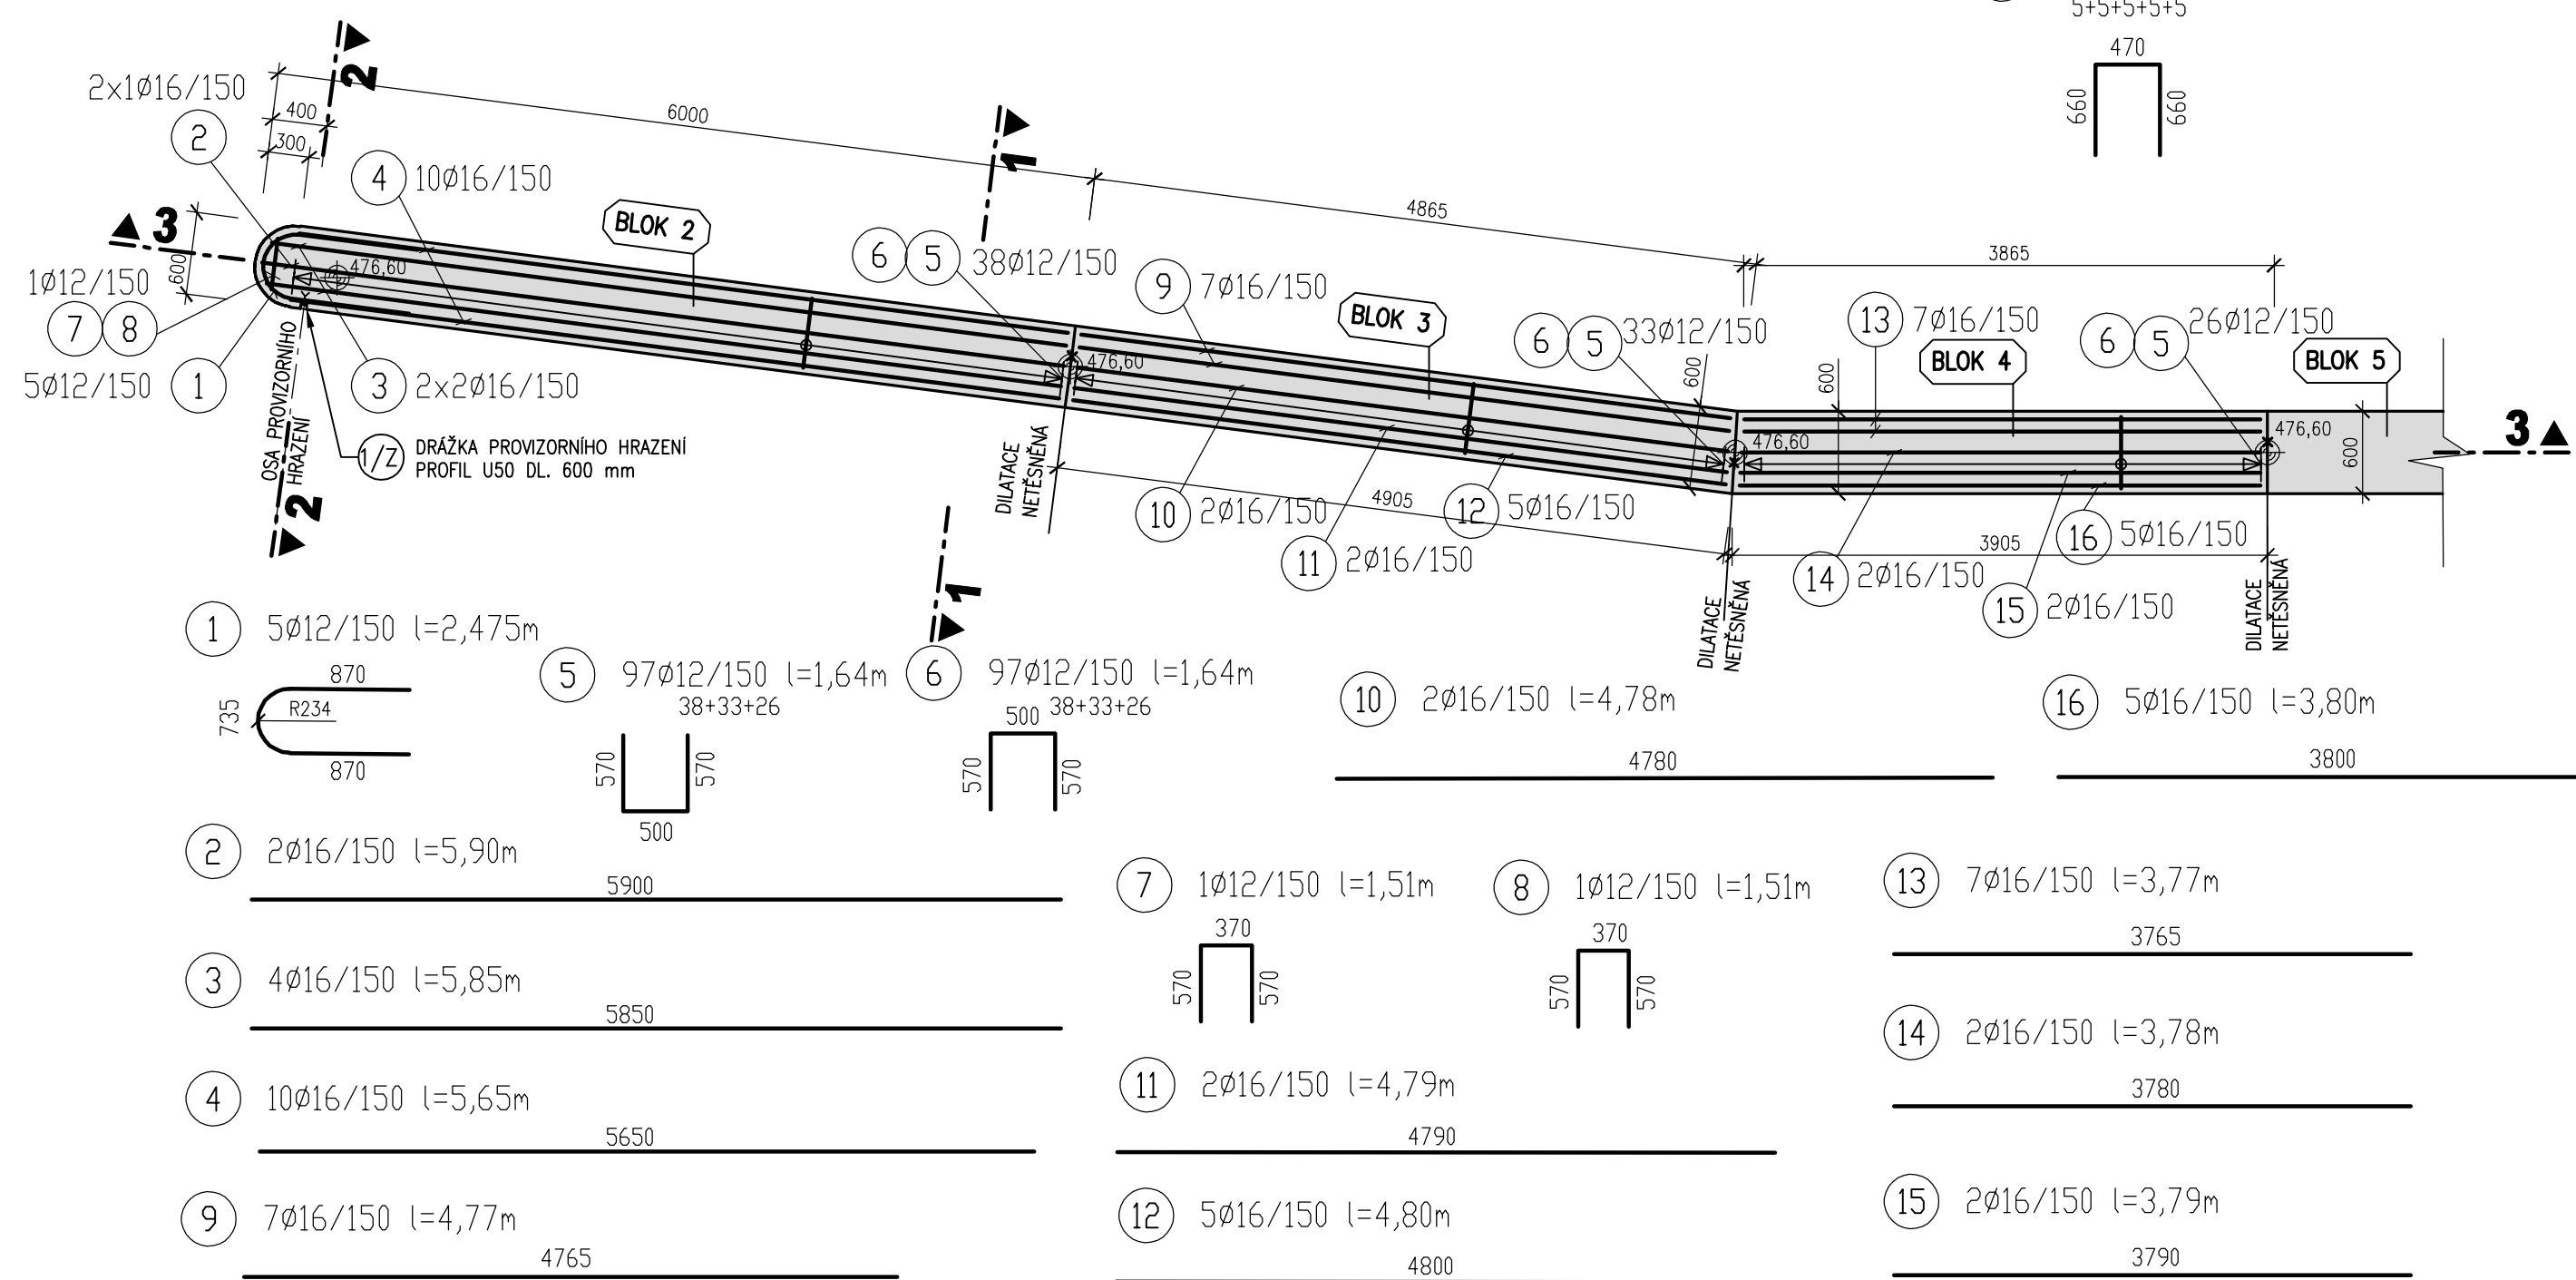 5+5+5+5+5
470
660
660
2
2x1ø16/150
400
300
2
6000
1
4865
3865
4
10ø16/150
3
600
476,60
BLOK 2
6
5
38ø12/150
9
7ø16/150
BLOK 3
6
5
33ø12/150
13
7ø16/150
6
5
26ø12/150
BLOK 4
BLOK 5
1ø12/150
7
8
5ø12/150
1
3
2x2ø16/150
476,60
600
476,60
600
476,60
600
3
OSA PROVIZORNÍHO
HRAZENÍ
1/Z
DRÁŽKA PROVIZORNÍHO HRAZENÍ
PROFIL U50 DL. 600 mm
2
DILATACE
NETĚSNĚNÁ
4905
10
2ø16/150
11
2ø16/150
12
5ø16/150
3905
14
2ø16/150
15
2ø16/150
16
5ø16/150
DILATACE
NETĚSNĚNÁ
DILATACE
NETĚSNĚNÁ
1
1
5ø12/150 l=2,475m
870
735
R234
870
5
97ø12/150 l=1,64m
38+33+26
570
570
500
6
97ø12/150 l=1,64m
38+33+26
500
570
570
10
2ø16/150 l=4,78m
4780
16
5ø16/150 l=3,80m
3800
2
2ø16/150 l=5,90m
5900
7
1ø12/150 l=1,51m
370
570
570
8
1ø12/150 l=1,51m
370
570
570
13
7ø16/150 l=3,77m
3765
3
4ø16/150 l=5,85m
5850
14
2ø16/150 l=3,78m
3780
4
10ø16/150 l=5,65m
5650
11
2ø16/150 l=4,79m
4790
15
2ø16/150 l=3,79m
3790
9
7ø16/150 l=4,77m
4765
12
5ø16/150 l=4,80m
4800